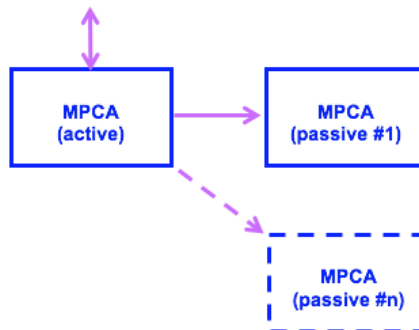 MPCA
(active)
MPCA
(passive #1)
MPCA
(passive #n)